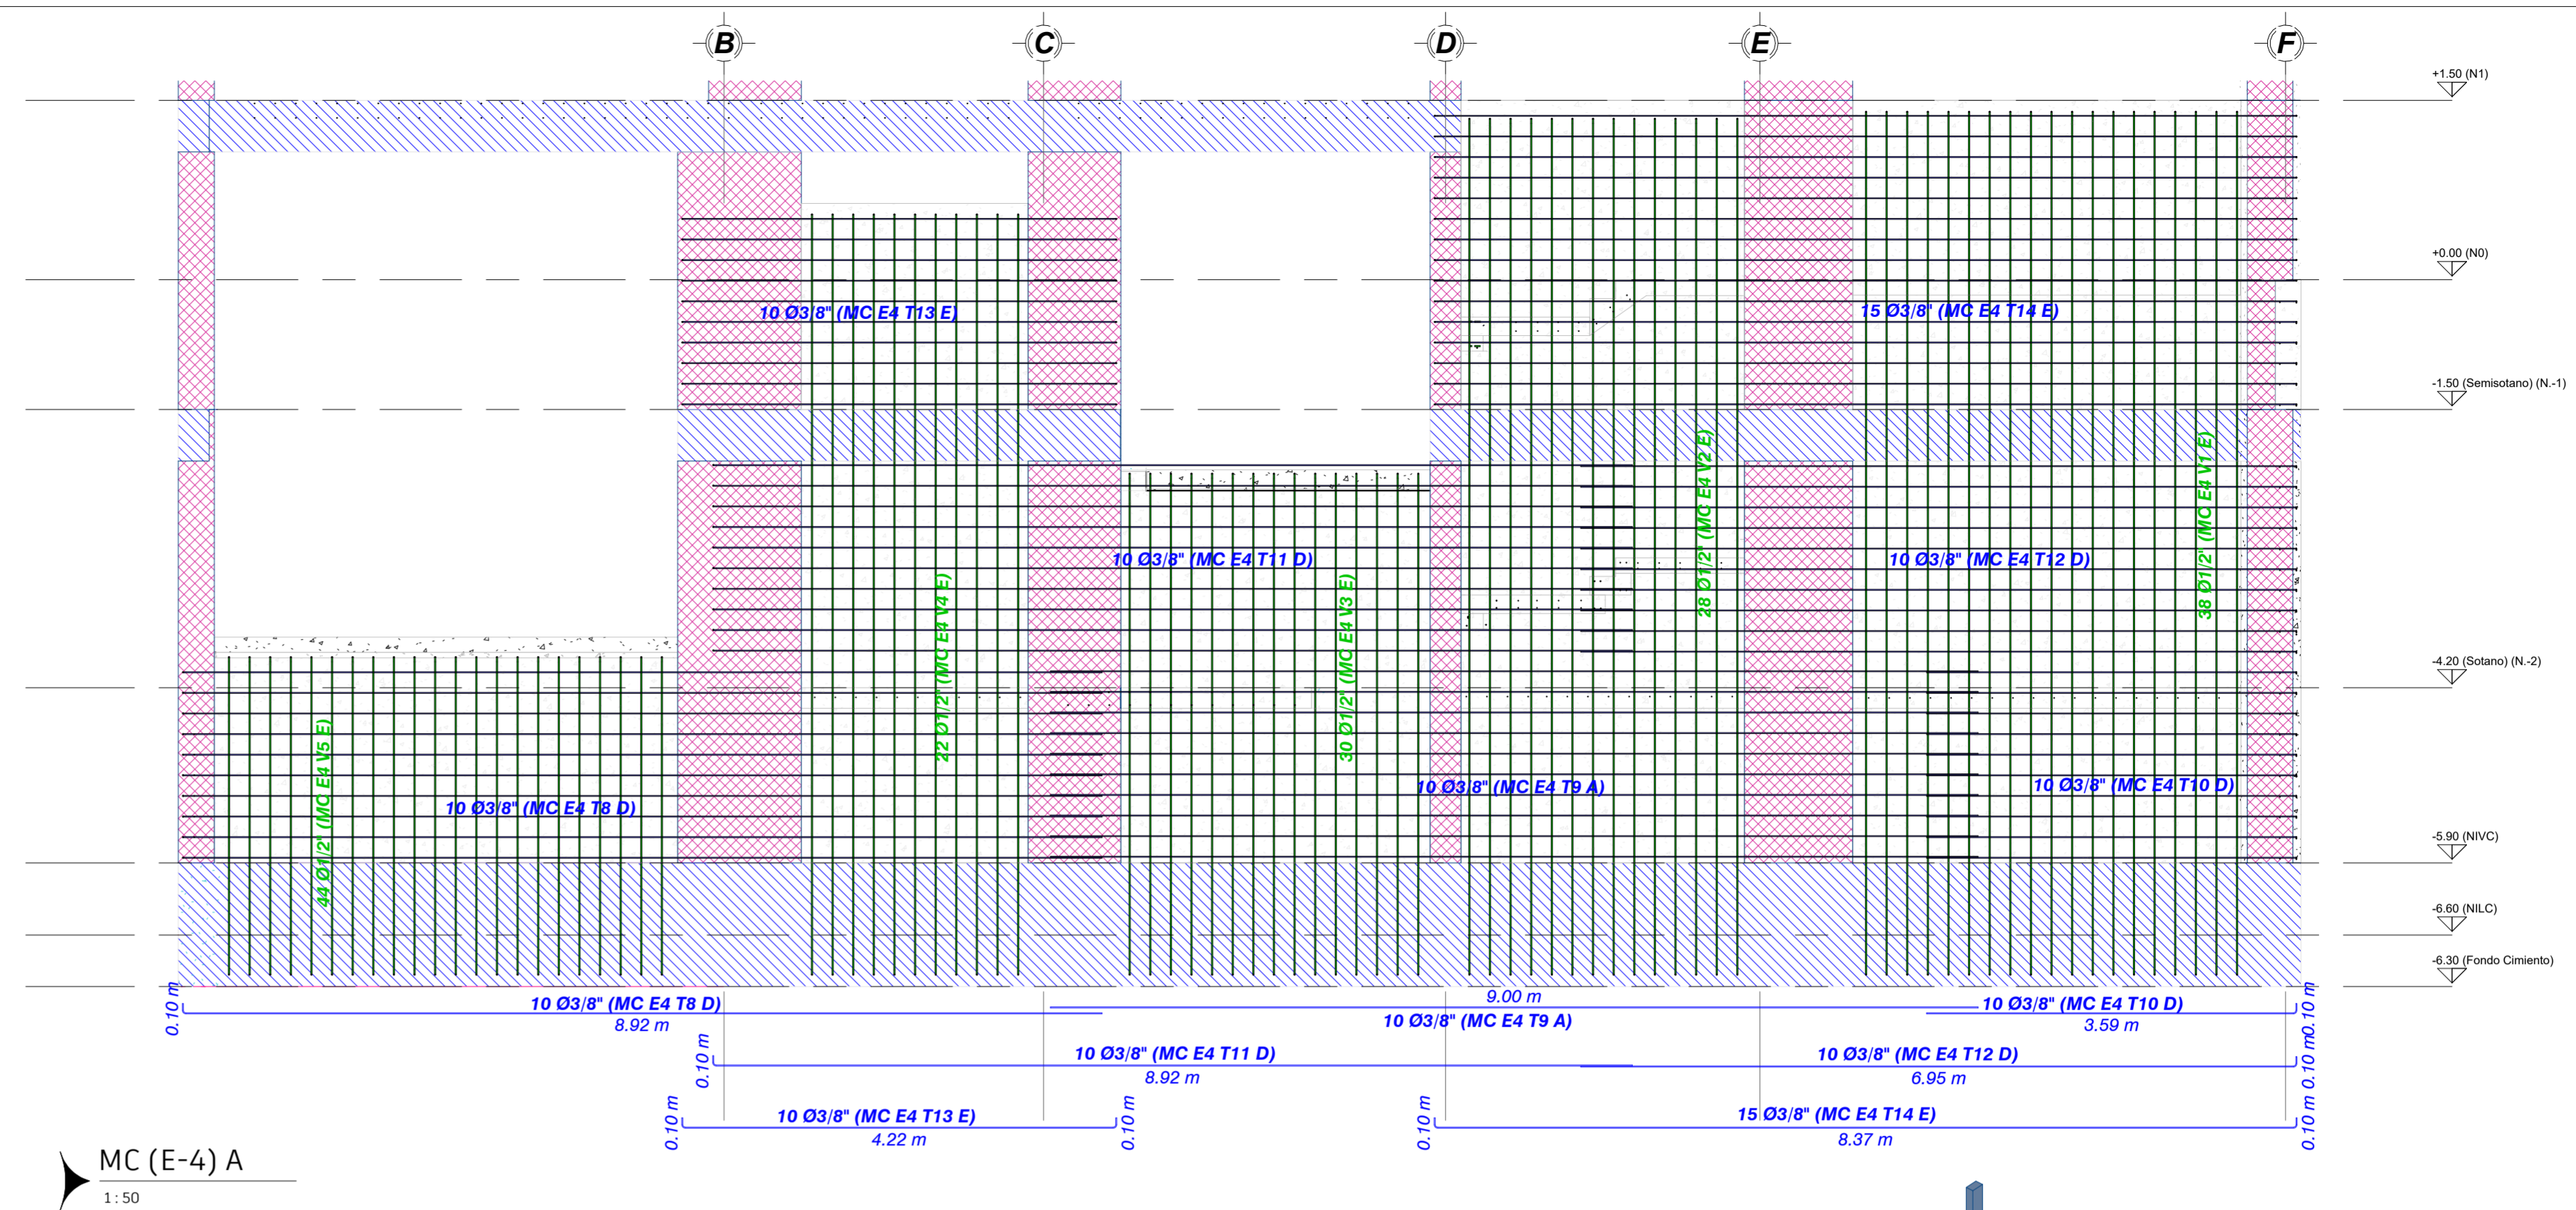 B
C
D
E
F
+1.50 (N1)
+0.00 (N0)
10 Ø3/8" (MC E4 T13 E)
15 Ø3/8" (MC E4 T14 E)
-1.50 (Semisotano) (N.-1)
28 Ø1/2" (MC E4 V2 E)
38 Ø1/2" (MC E4 V1 E)
10 Ø3/8" (MC E4 T11 D)
10 Ø3/8" (MC E4 T12 D)
22 Ø1/2" (MC E4 V4 E)
30 Ø1/2" (MC E4 V3 E)
-4.20 (Sotano) (N.-2)
44 Ø1/2" (MC E4 V5 E)
10 Ø3/8" (MC E4 T8 D)
10 Ø3/8" (MC E4 T9 A)
10 Ø3/8" (MC E4 T10 D)
-5.90 (NIVC)
-6.60 (NILC)
-6.30 (Fondo Cimiento)
0.10 m
10 Ø3/8" (MC E4 T8 D)
8.92 m
9.00 m
10 Ø3/8" (MC E4 T9 A)
10 Ø3/8" (MC E4 T10 D)
3.59 m
0.10 m
0.10 m
10 Ø3/8" (MC E4 T11 D)
8.92 m
10 Ø3/8" (MC E4 T12 D)
6.95 m
0.10 m
0.10 m
10 Ø3/8" (MC E4 T13 E)
4.22 m
0.10 m
0.10 m
15 Ø3/8" (MC E4 T14 E)
8.37 m
0.10 m
MC (E-4) A
1 : 50